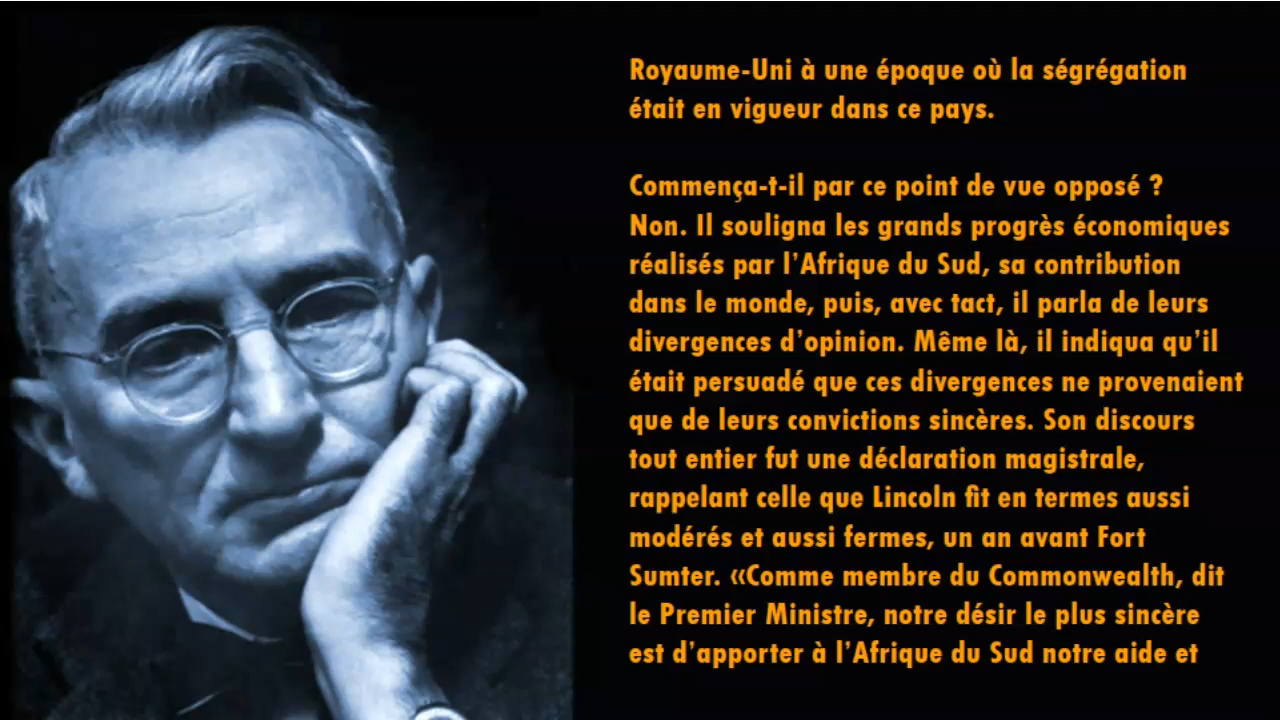 Royaume-Uni à une époque où la ségrégation
était en vigueur dans ce pays.
Commença-t-il par ce point de vue opposé ?
Non. Il souligna les grands progrès économiques
réalisés par l'Afrique du Sud, sa contribution
dans le monde, puis, avec tact, il parla de leurs
divergences d'opinion. Même là, il indiqua qu'il
était persuadé que ces divergences ne provenaient
que de leurs convictions sincères. Son discours
tout entier fut une déclaration magistrale,
rappelant celle que Lincoln fit en termes aussi
modérés et aussi fermes, un an avant Fort
Sumter. «Comme membre du Commonwealth, dit
le Premier Ministre, notre désir le plus sincère
est d'apporter à l'Afrique du Sud notre aide et